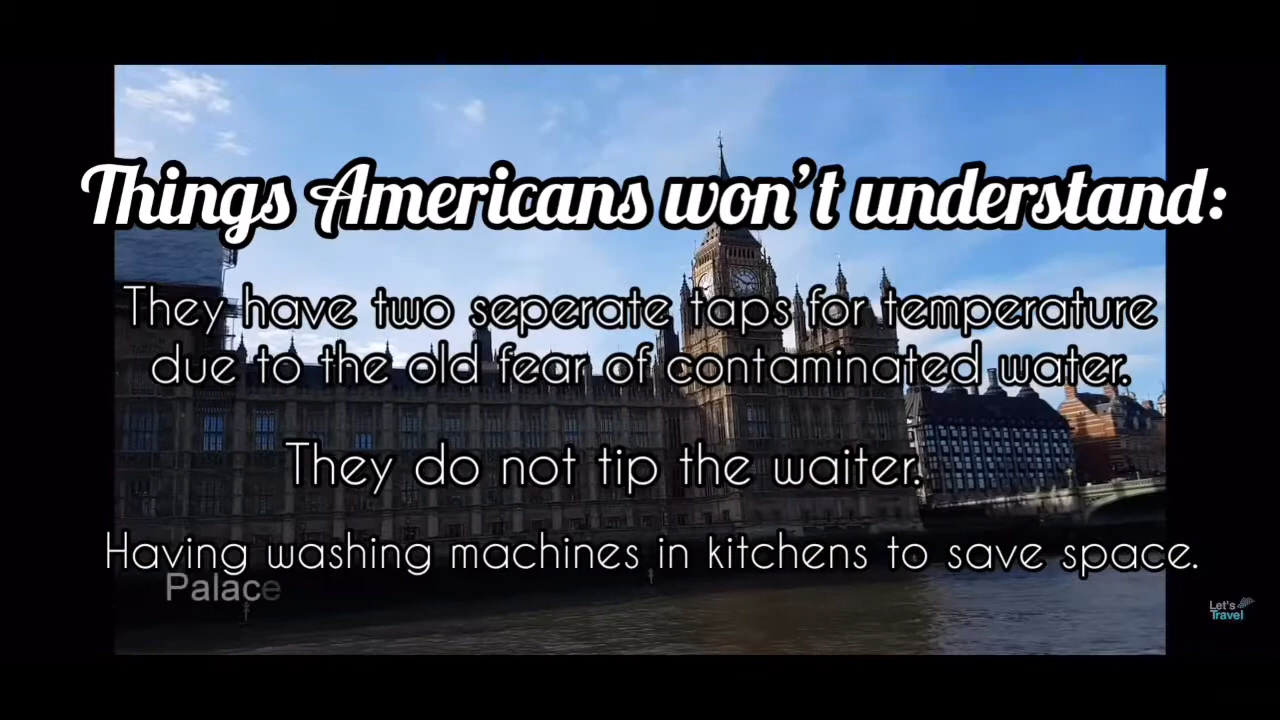 Things Americans won't understand:
They have two seperate taps for temperature
due to the old fear of contaminated water.
They do not tip the waiter.
Having washing machines in kitchens to save space.
Palace
Let's
Travel